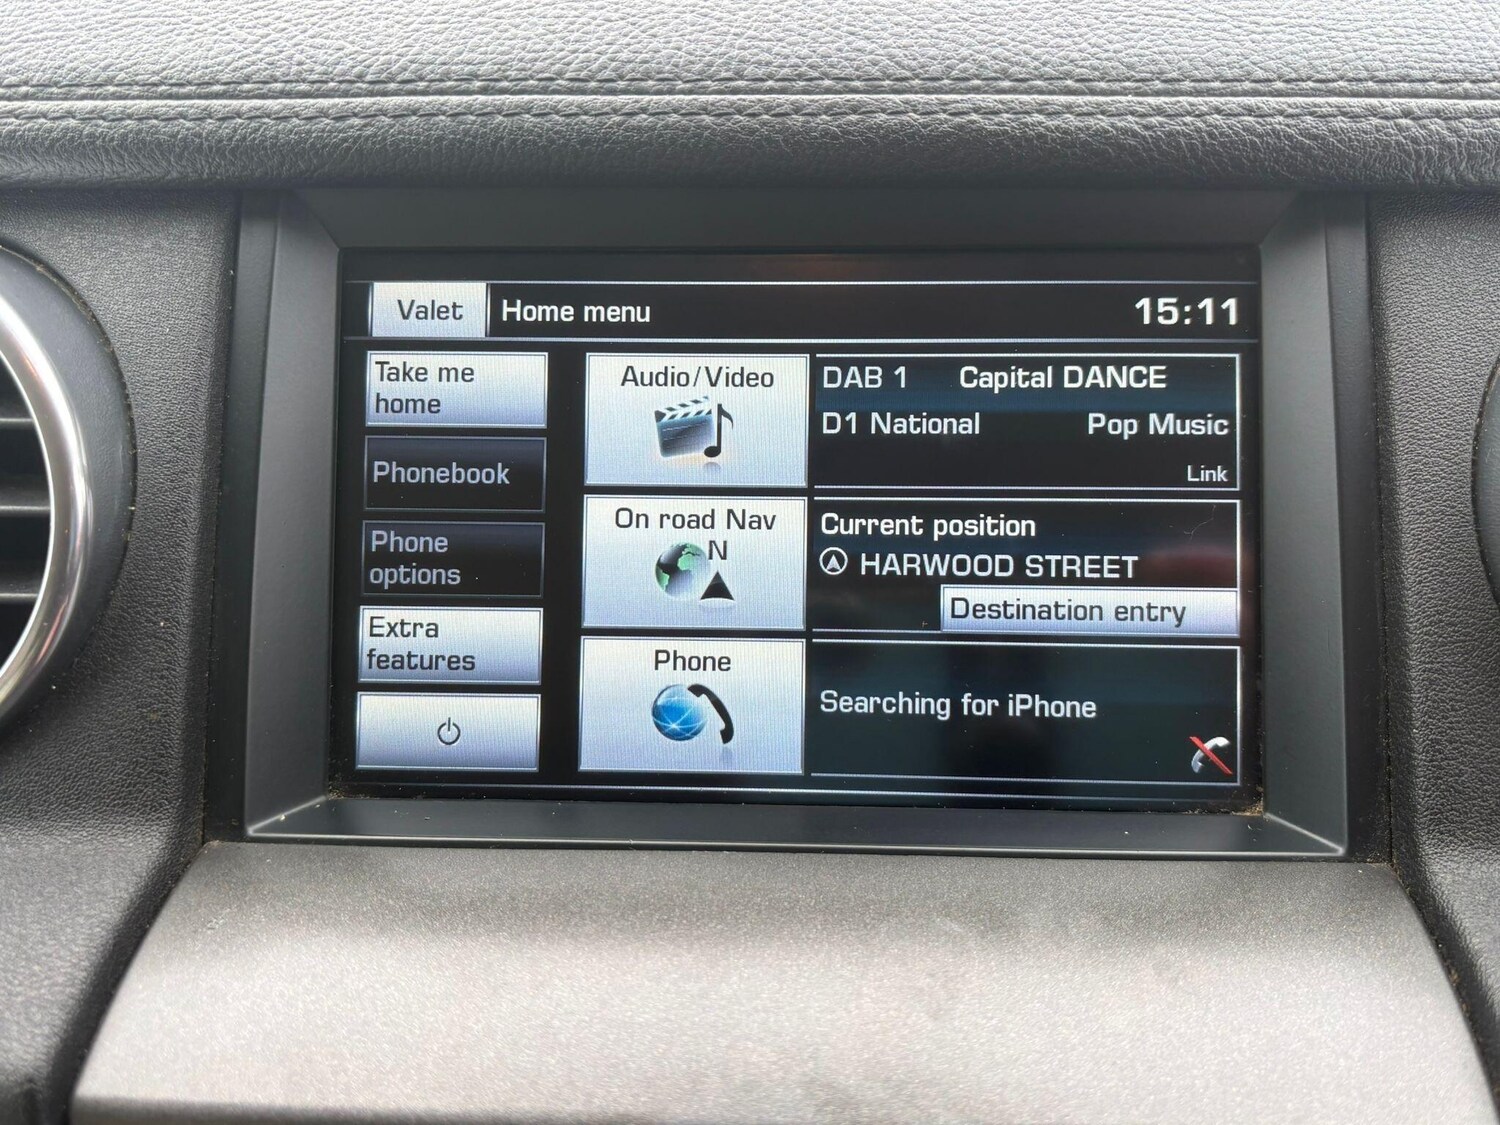 Valet
Home menu
15:11
Take me
home
Phonebook
Phone
options
Extra
features
Audio/Video
On road Nav
N
Phone
DAB 1 Capital DANCE
D1 National Pop Music
Link
Current position
HARWOOD STREET
Destination entry
Searching for iPhone